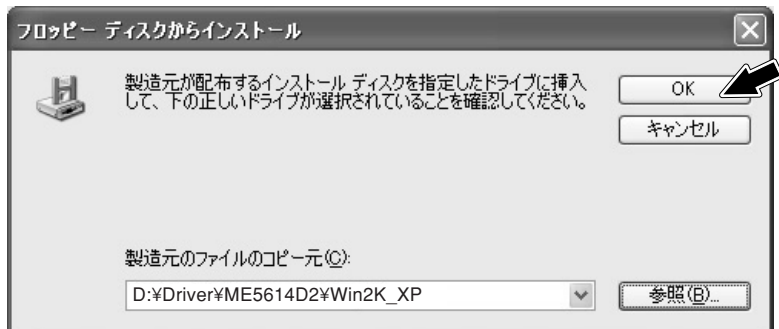 フロッピー ディスクからインストール
製造元が配布するインストール ディスクを指定したドライブに挿入
して、下の正しいドライブが選択されていることを確認してください。
OK
キャンセル
製造元のファイルのコピー元(C):
D:¥Driver¥ME5614D2¥Win2K_XP
参照(B)...